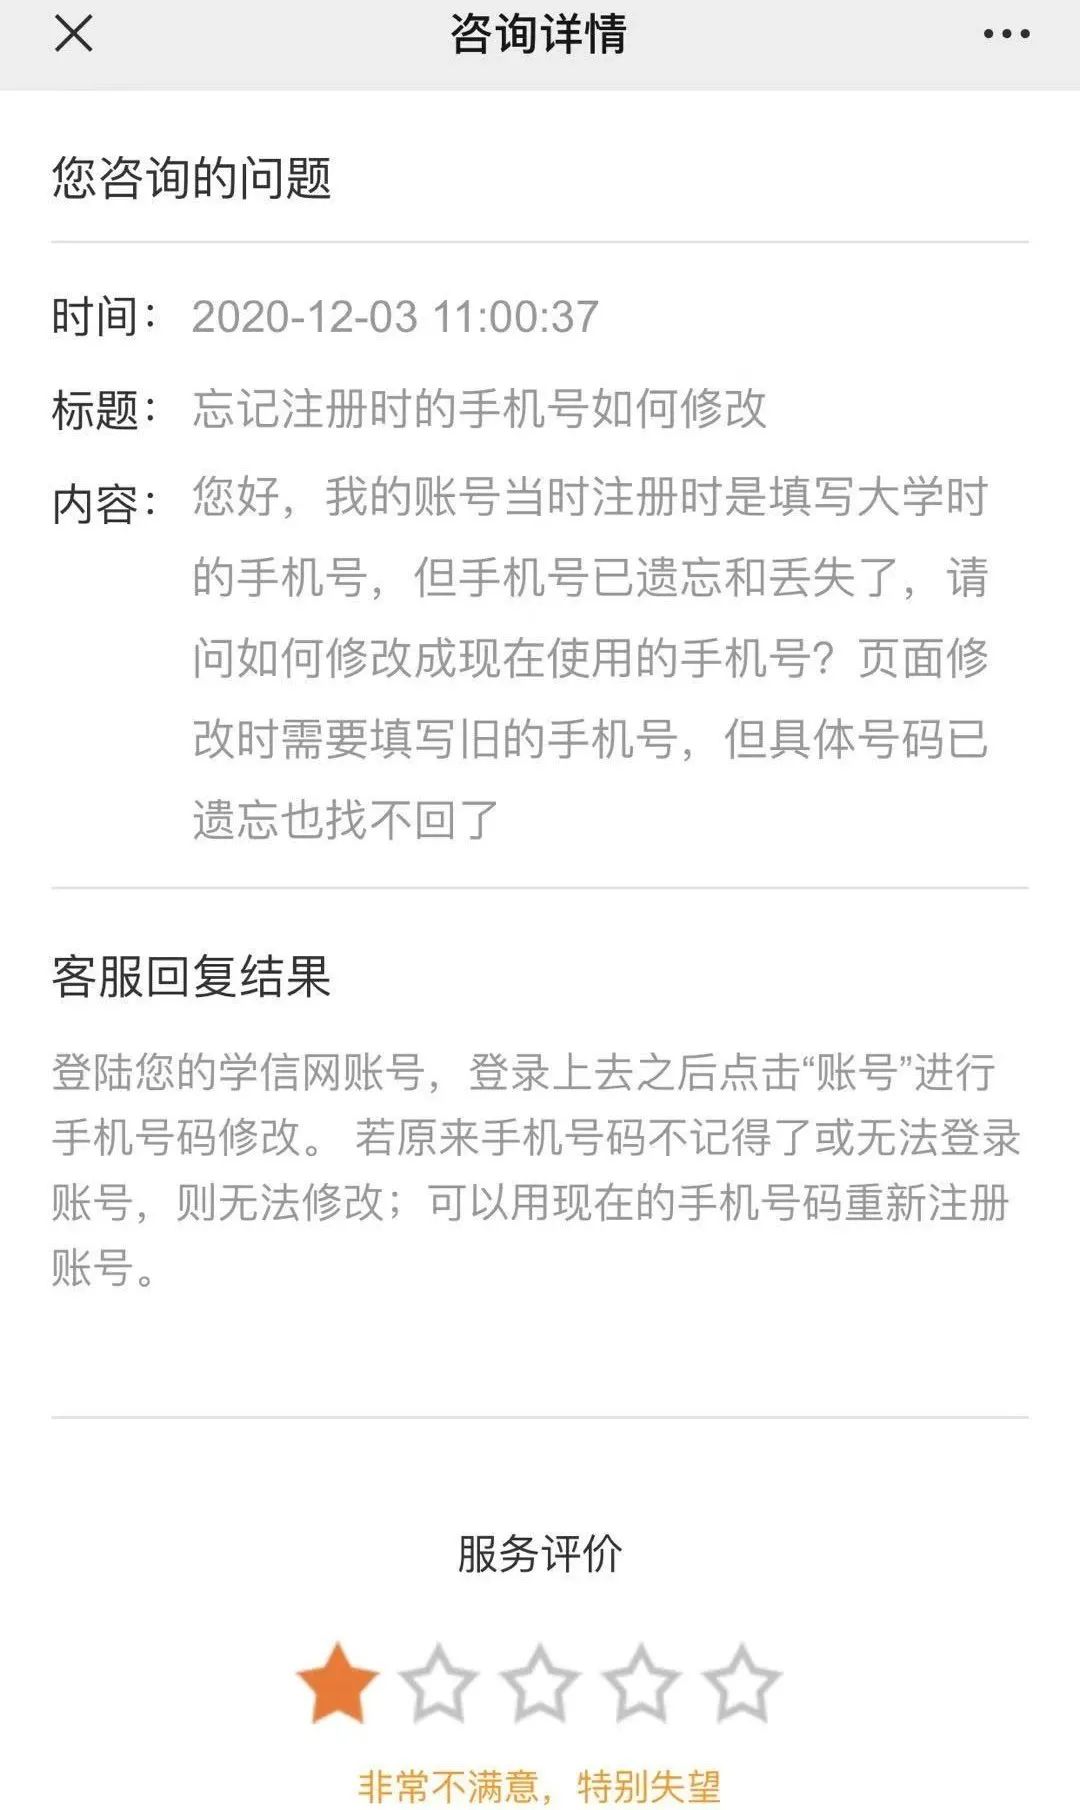 咨询详情
您咨询的问题
时间： 2020-12-03 11:00:37
标题： 忘记注册时的手机号如何修改
内容： 您好，我的账号当时注册时是填写大学时
的手机号，但手机号已遗忘和丢失了，请
问如何修改成现在使用的手机号？页面修
改时需要填写旧的手机号，但具体号码已
遗忘也找不回了
客服回复结果
登陆您的学信网账号，登录上去之后点击“账号”进行
手机号码修改。 若原来手机号码不记得了或无法登录
账号，则无法修改；可以用现在的手机号码重新注册
账号。
服务评价
非常不满意，特别失望